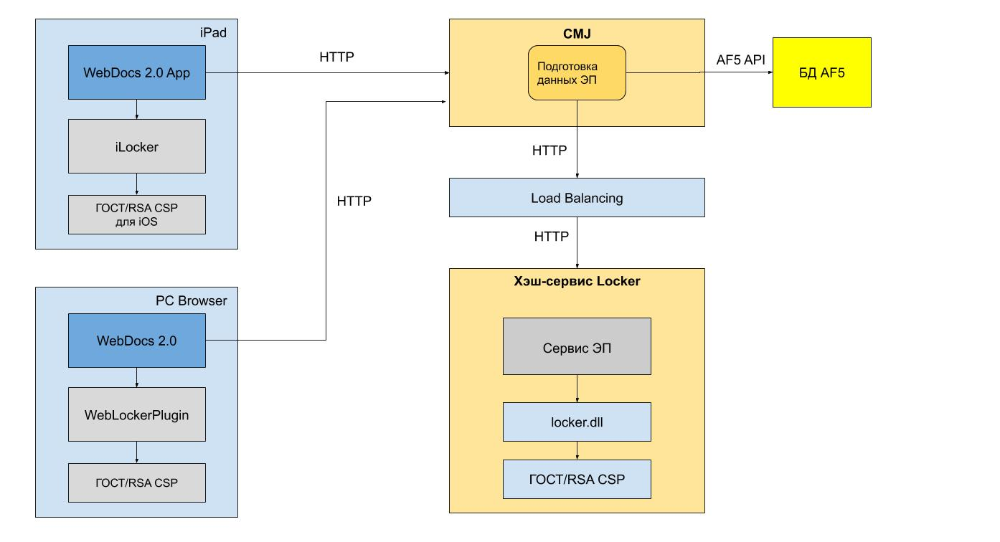 iPad
WebDocs 2.0 App
iLocker
ГОСТ/RSA CSP
для iOS
HTTP
CMJ
Подготовка
данных ЭП
AF5 API
БД AF5
HTTP
Load Balancing
HTTP
HTTP
PC Browser
WebDocs 2.0
WebLockerPlugin
ГОСТ/RSA CSP
Хэш-сервис Locker
Сервис ЭП
locker.dll
ГОСТ/RSA CSP